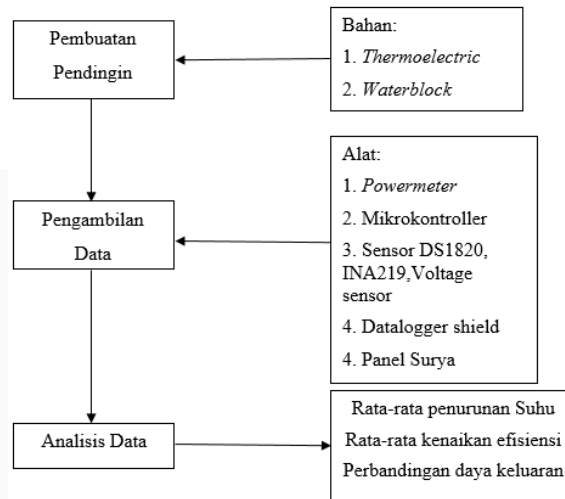 Pembuatan
Pendingin
Bahan:
1. Thermoelectric
2. Waterblock
Pengambilan
Data
Alat:
1. Powermeter
2. Mikrokontroller
3. Sensor DS1820,
INA219,Voltage
sensor
4. Datalogger shield
4. Panel Surya
Analisis Data
Rata-rata penurunan Suhu
Rata-rata kenaikan efisiensi
Perbandingan daya keluaran